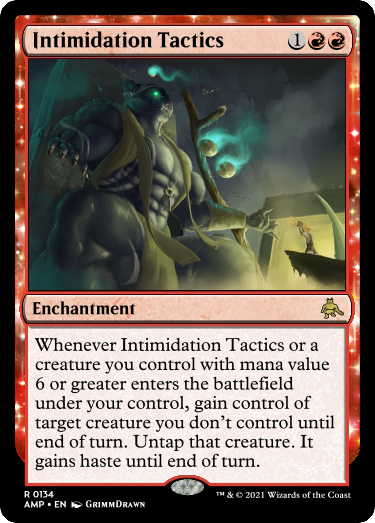 Intimidation Tactics 1
Enchantment
Whenever Intimidation Tactics or a
creature you control with mana value
6 or greater enters the battlefield
under your control, gain control of
target creature you don't control until
end of turn. Untap that creature. It
gains haste until end of turn.
R 0134
AMP • EN GrimmDrawn
™ & © 2021 Wizards of the Coast